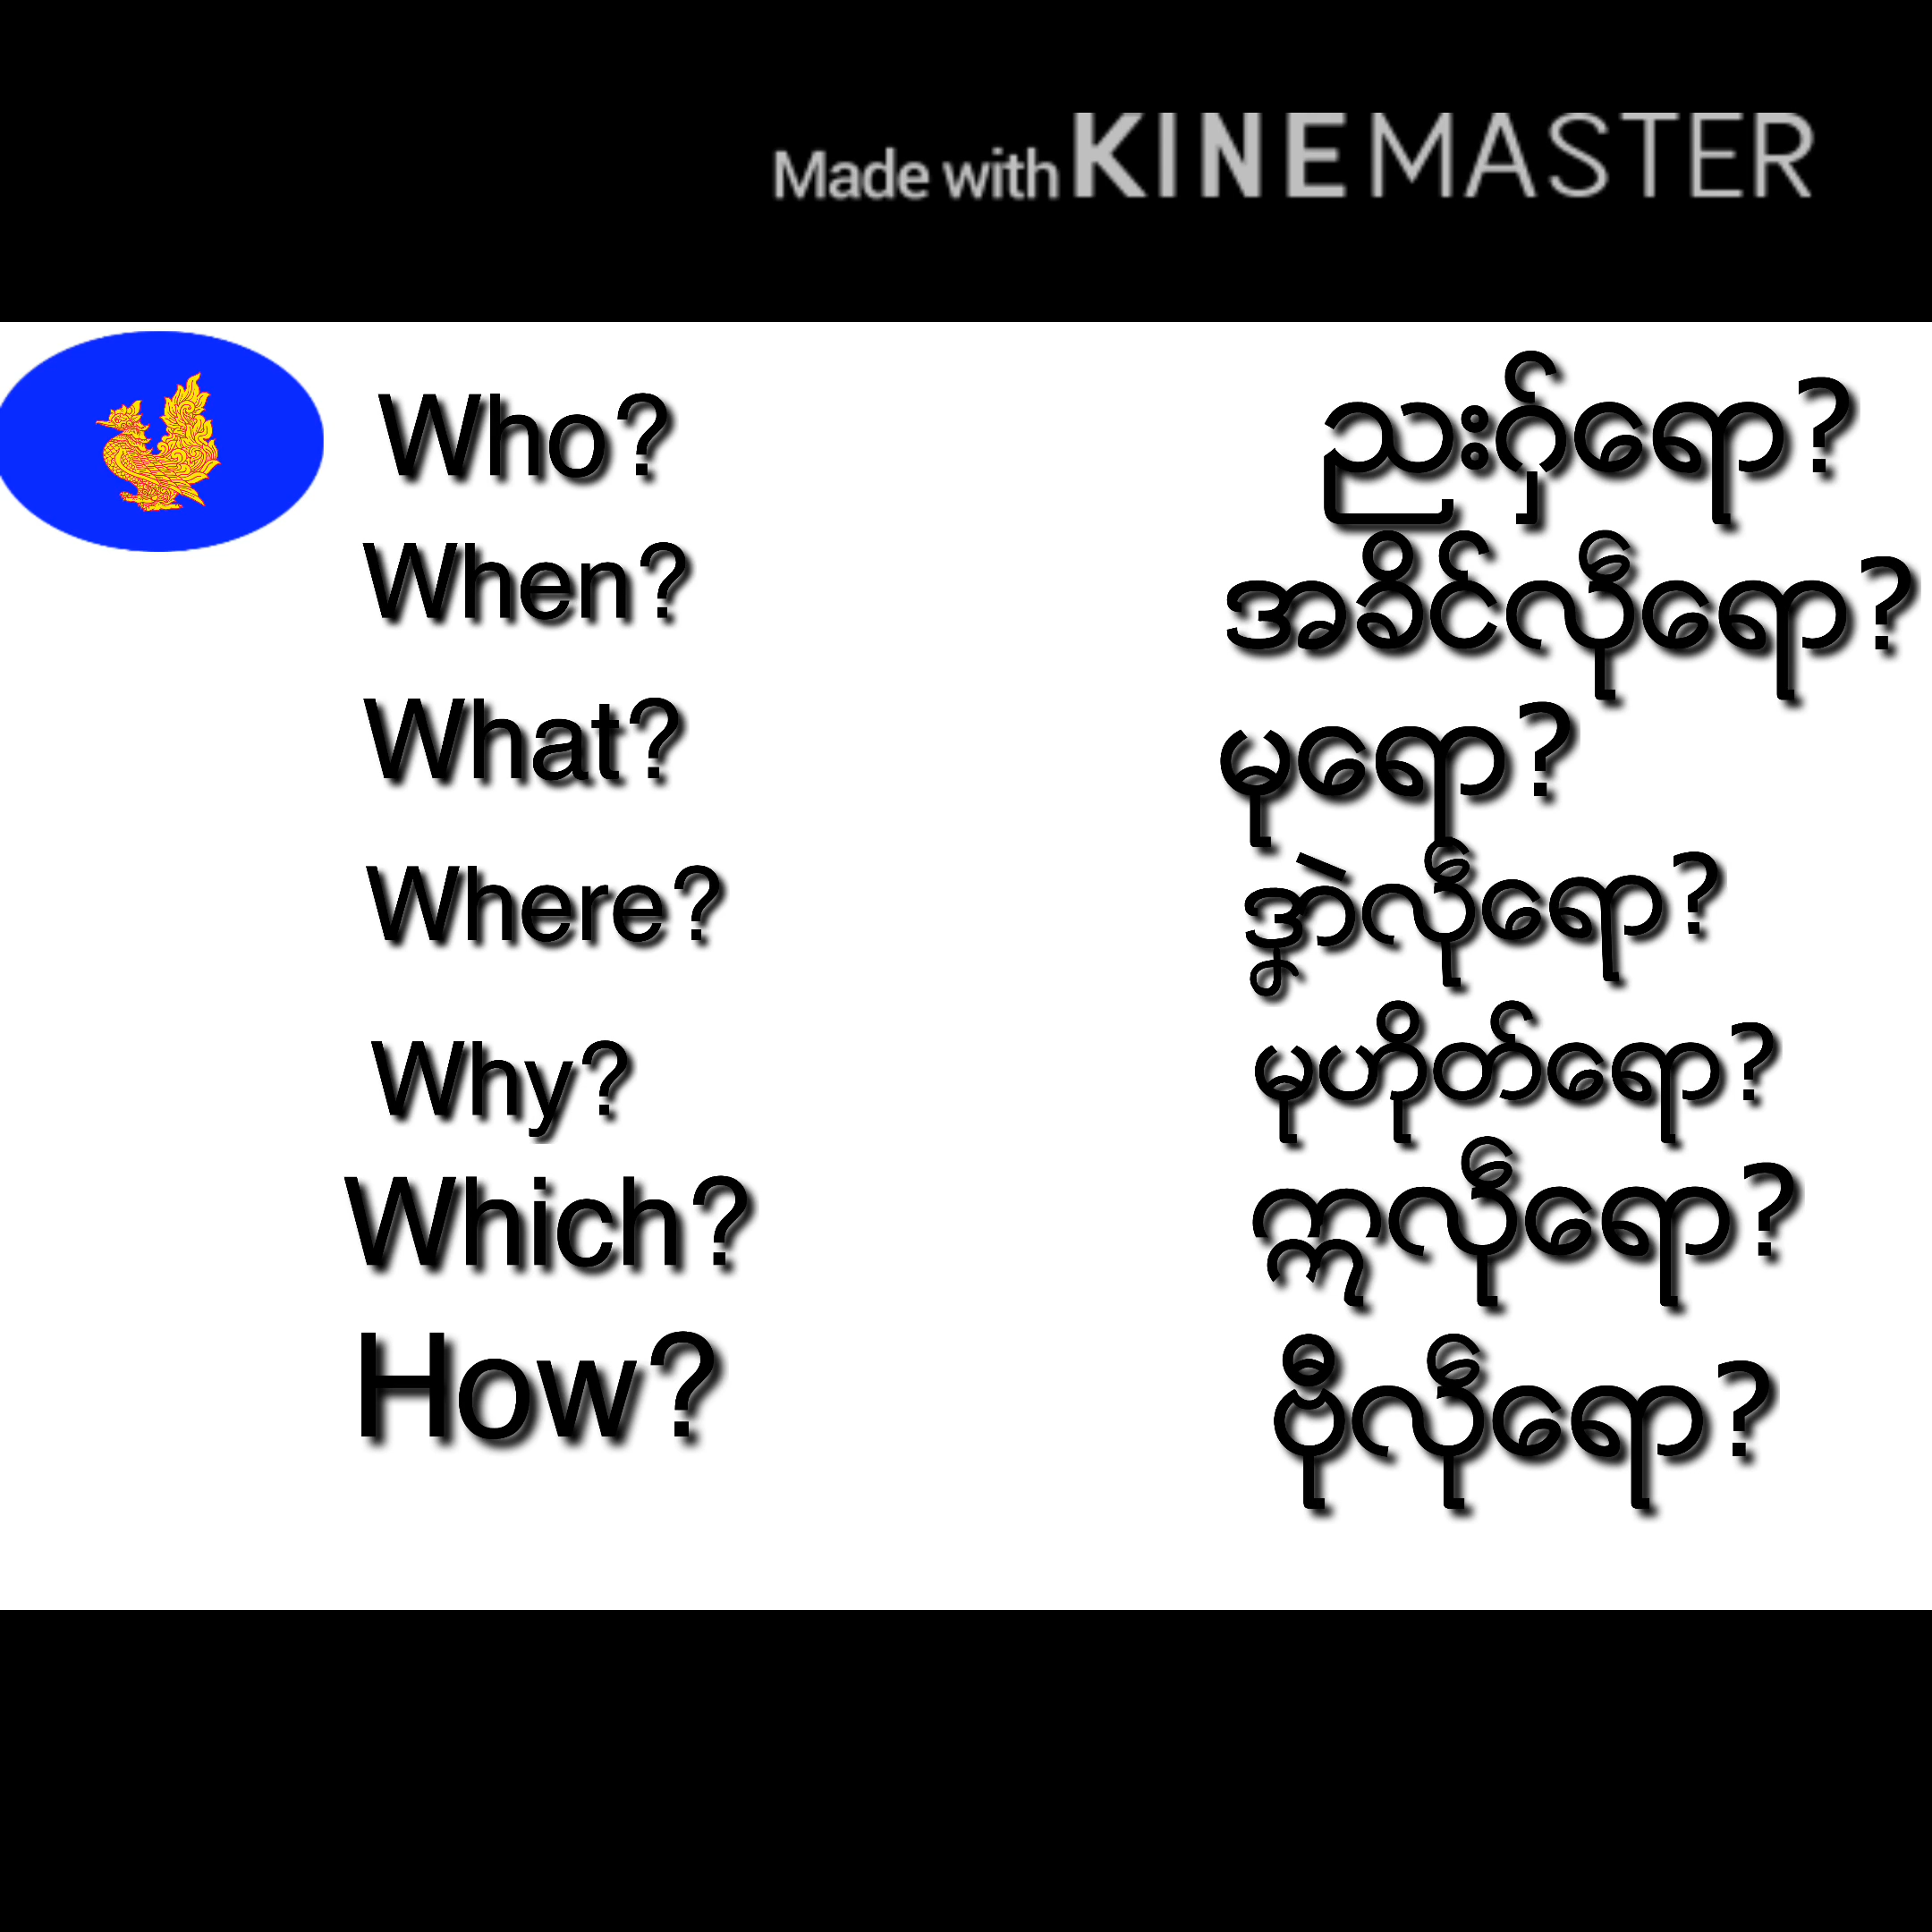 Made with KINEMASTER
Who? ညးဂှ်ရော?
When? အခိင်လဵုရော?
What? မုရော?
Where? ဒၞာဲလဵုရော?
Why? မုဟိုတ်ရော?
Which? ဣလဵုရော?
How? ဗီုလဵုရော?